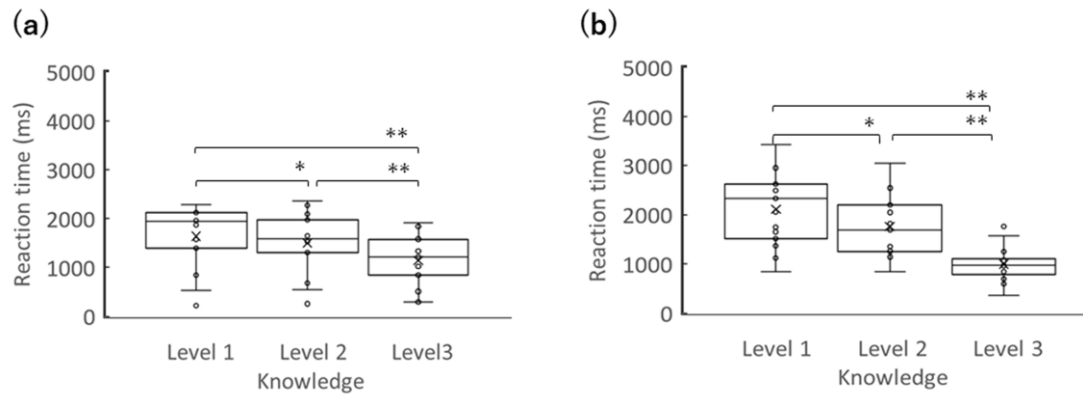 (a)
Reaction time (ms)
5000
4000
3000
2000
1000
0
**
*
**
Level 1
Level 2
Level3
Knowledge
(b)
Reaction time (ms)
5000
4000
3000
2000
1000
0
**
*
**
Level 1
Level 2
Level 3
Knowledge